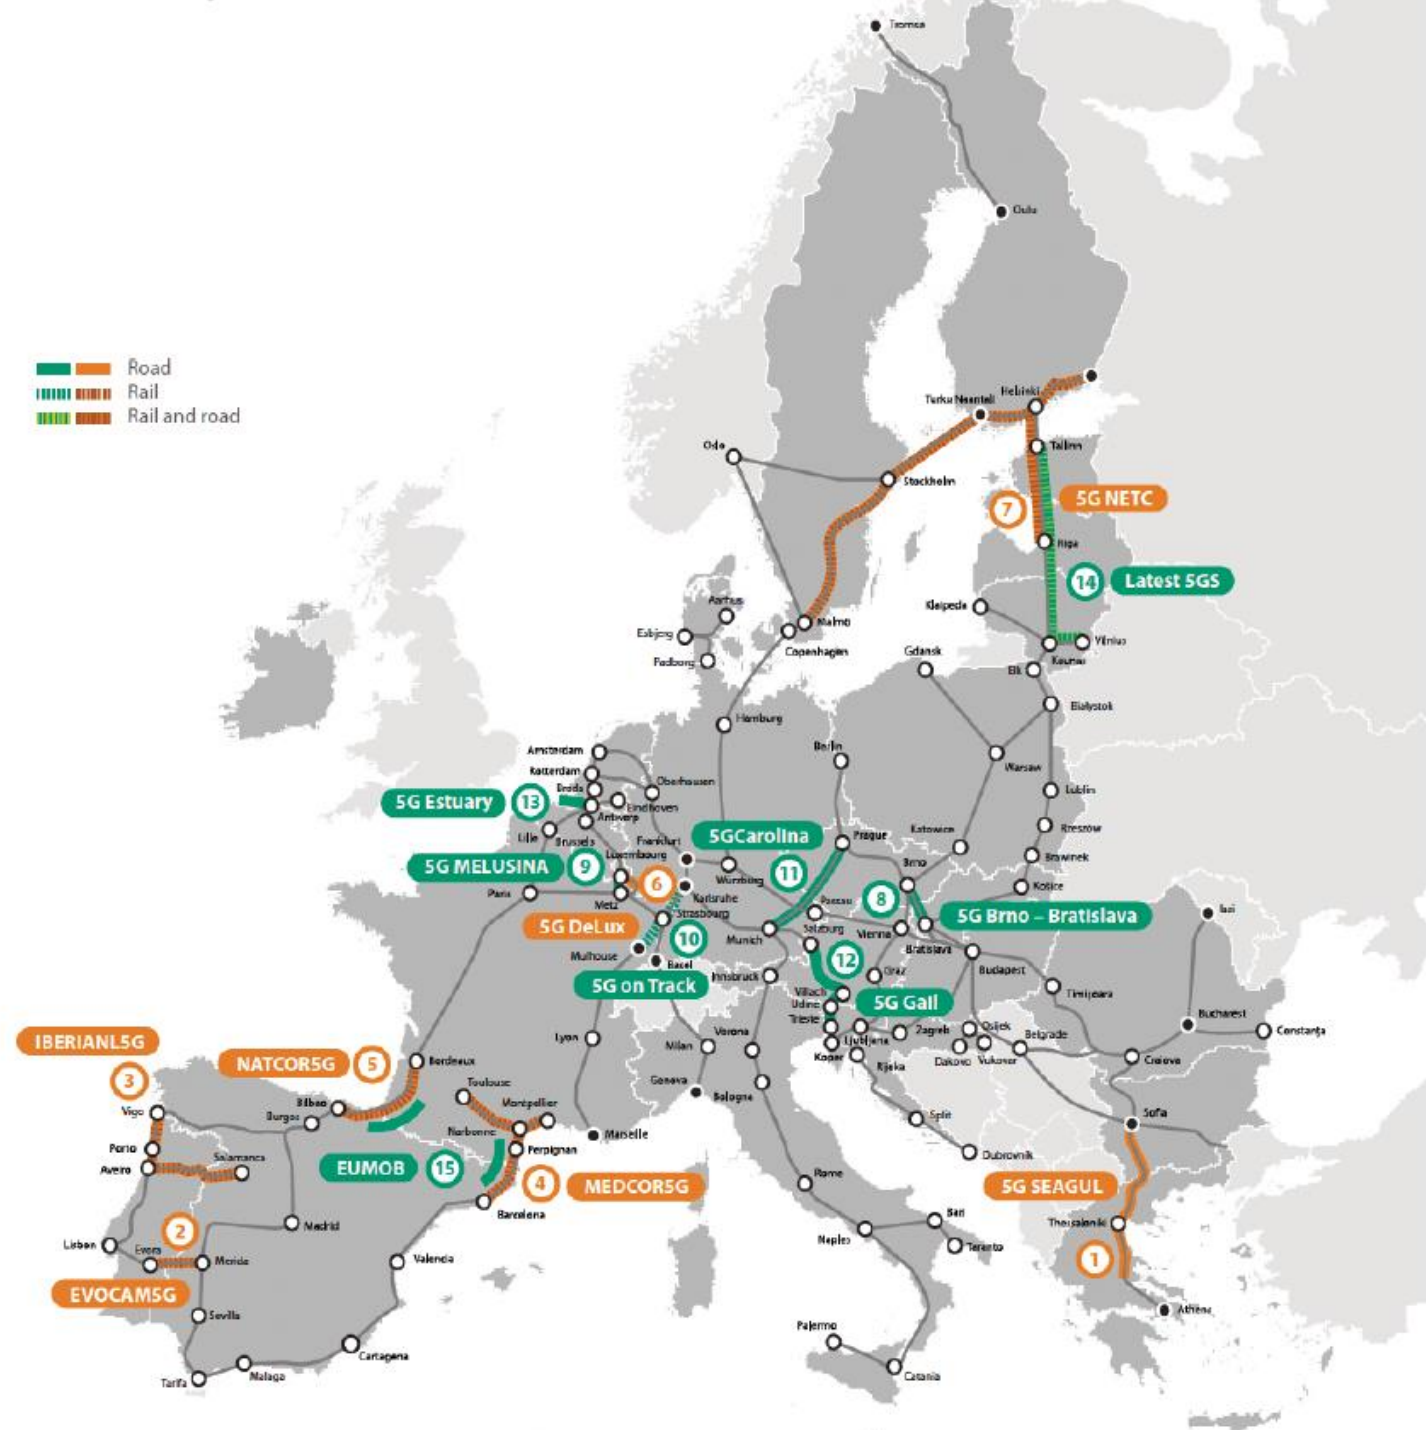 Tromsø
Oulu
Road
Rail
Rail and road
Helsinki
Turku Naantali
Tallinn
Oslo
Stockholm
7
5G NETC
Riga
14
Latest 5GS
Aarhus
Klaipeda
Malmö
Esbjerg
Vilnius
Copenhagen
Gdansk
Kaunas
Padborg
Elk
Bialystok
Hamburg
Amsterdam
Berlin
Rotterdam
Warsaw
Breda
Oberhausen
Lublin
5G Estuary
13
Eindhoven
Antwerp
Lille
Brussels
Frankfurt
5GCarolina
Prague
Katowice
Rzeszów
Luxembourg
Barwinek
5G MELUSINA
9
Würzburg
11
Brno
Paris
6
Košice
Metz
Karlsruhe
Passau
8
Iasi
Strasbourg
5G Brno – Bratislava
5G DeLux
10
Munich
Salzburg
Vienna
Bratislava
Mulhouse
Basel
12
Budapest
Innsbruck
Graz
5G on Track
Villach
5G Gail
Timișoara
Udine
Trieste
Bucharest
Zagreb
Osijek
Constanța
IBERIANL5G
Lyon
Verona
Ljubljana
Belgrade
Milan
Koper
Đakovo
Vukovar
Craiova
NATCOR5G
5
Bordeaux
Rijeka
3
Toulouse
Genova
Bologna
Vigo
Bilbao
Montpellier
Burgos
Split
Sofia
Porto
Narbonne
Marseille
Aveiro
Salamanca
Perpignan
Dubrovnik
EUMOB
15
4
MEDCOR5G
Rome
5G SEAGUL
Barcelona
Bari
Madrid
Thessaloniki
2
Naples
Lisbon
Evora
Taranto
Merida
Valencia
1
EVOCAM5G
Athens
Sevilla
Palermo
Cartagena
Tarifa
Malaga
Catania